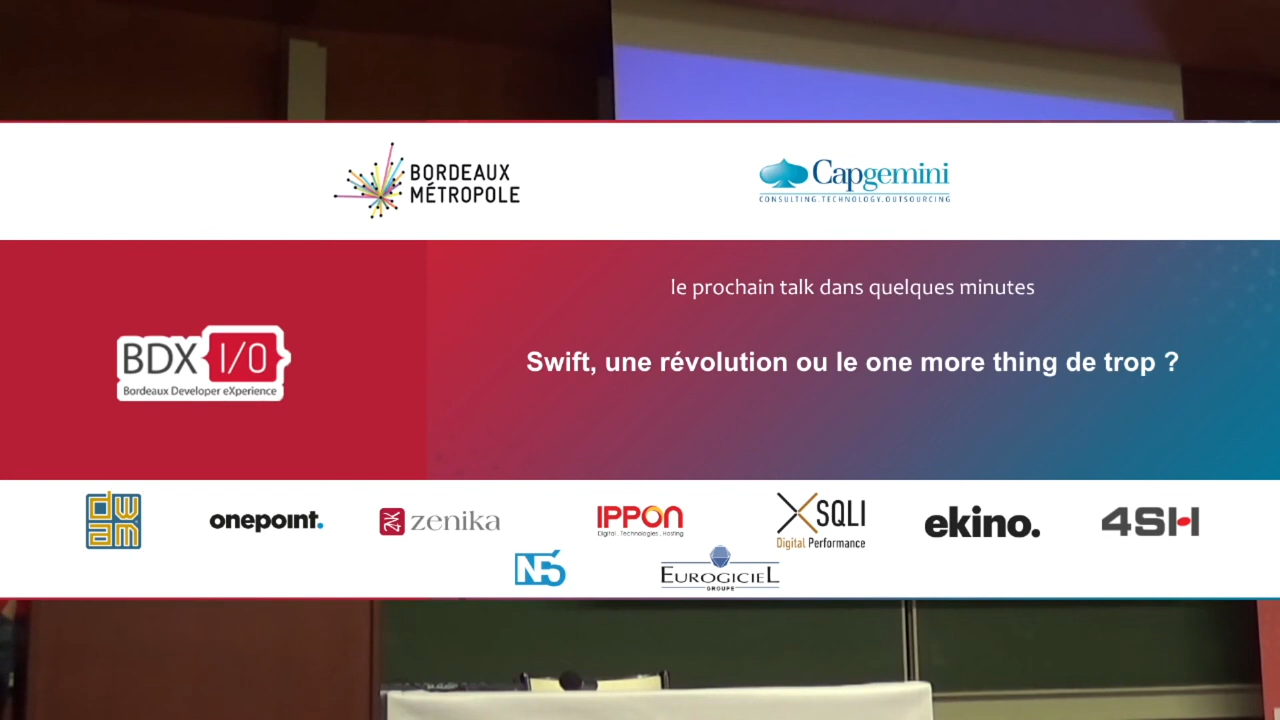 BORDEAUX
MÉTROPOLE
Capgemini
CONSULTING.TECHNOLOGY.OUTSOURCING
le prochain talk dans quelques minutes
BDX I/O
Bordeaux Developer eXperience
Swift, une révolution ou le one more thing de trop ?
onepoint.
zenika
IPPON
Digital . Technologies . Hosting
SQLI
Digital Performance
ekino.
4SH
EUROGICIEL
GROUPE